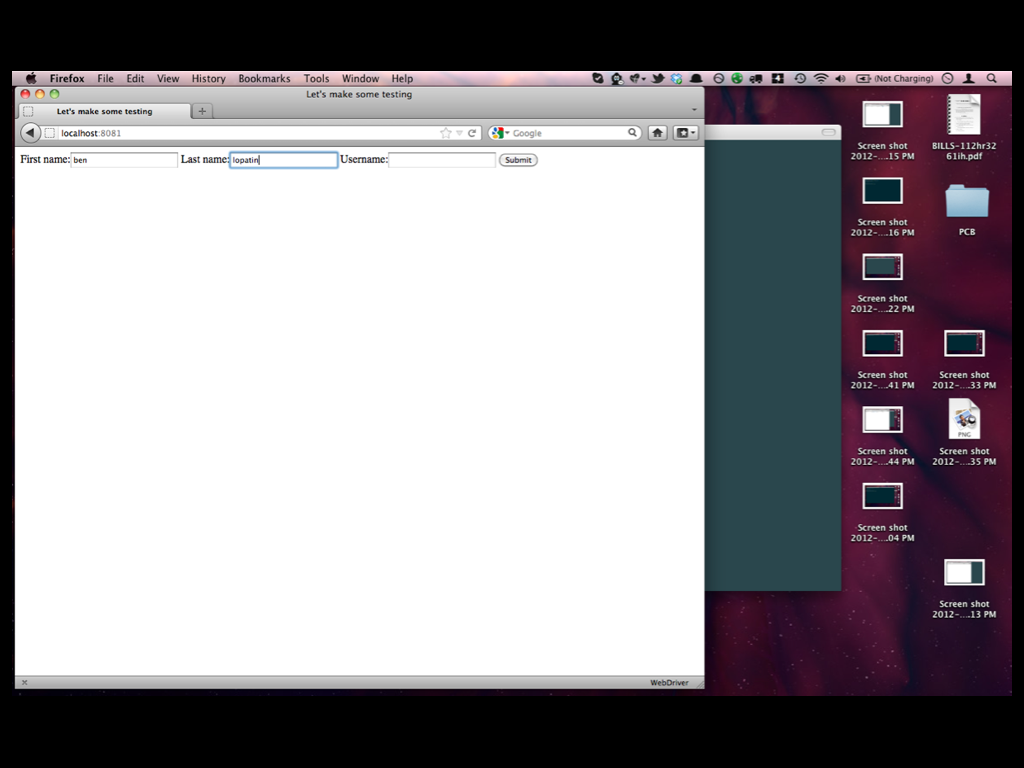 Firefox File Edit View History Bookmarks Tools Window Help (Not Charging)
Let's make some testing
Let's make some testing
localhost:8081 Google
First name: ben Last name: lopatin Username: Submit
WebDriver
Screen shot
2012-....15 PM
BILLS-112hr32
61ih.pdf
Screen shot
2012-....16 PM
PCB
Screen shot
2012-....22 PM
Screen shot
2012-....41 PM
Screen shot
2012-....33 PM
PNG
Screen shot
2012-....44 PM
Screen shot
2012-....35 PM
Screen shot
2012-....04 PM
Screen shot
2012-....13 PM